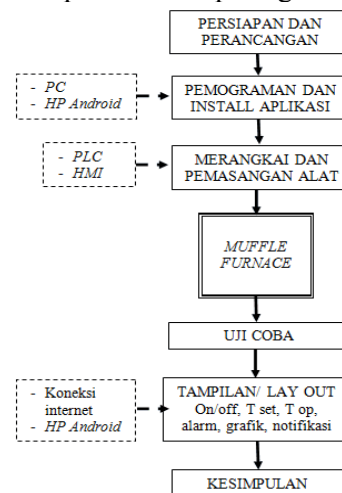 PERSIAPAN DAN
PERANCANGAN
- PC
- HP Android
PEMOGRAMAN DAN
INSTALL APLIKASI
- PLC
- HMI
MERANGKAI DAN
PEMASANGAN ALAT
MUFFLE
FURNACE
UJI COBA
- Koneksi
internet
- HP Android
TAMPILAN/ LAY OUT
On/off, T set, T op,
alarm, grafik, notifikasi
KESIMPULAN